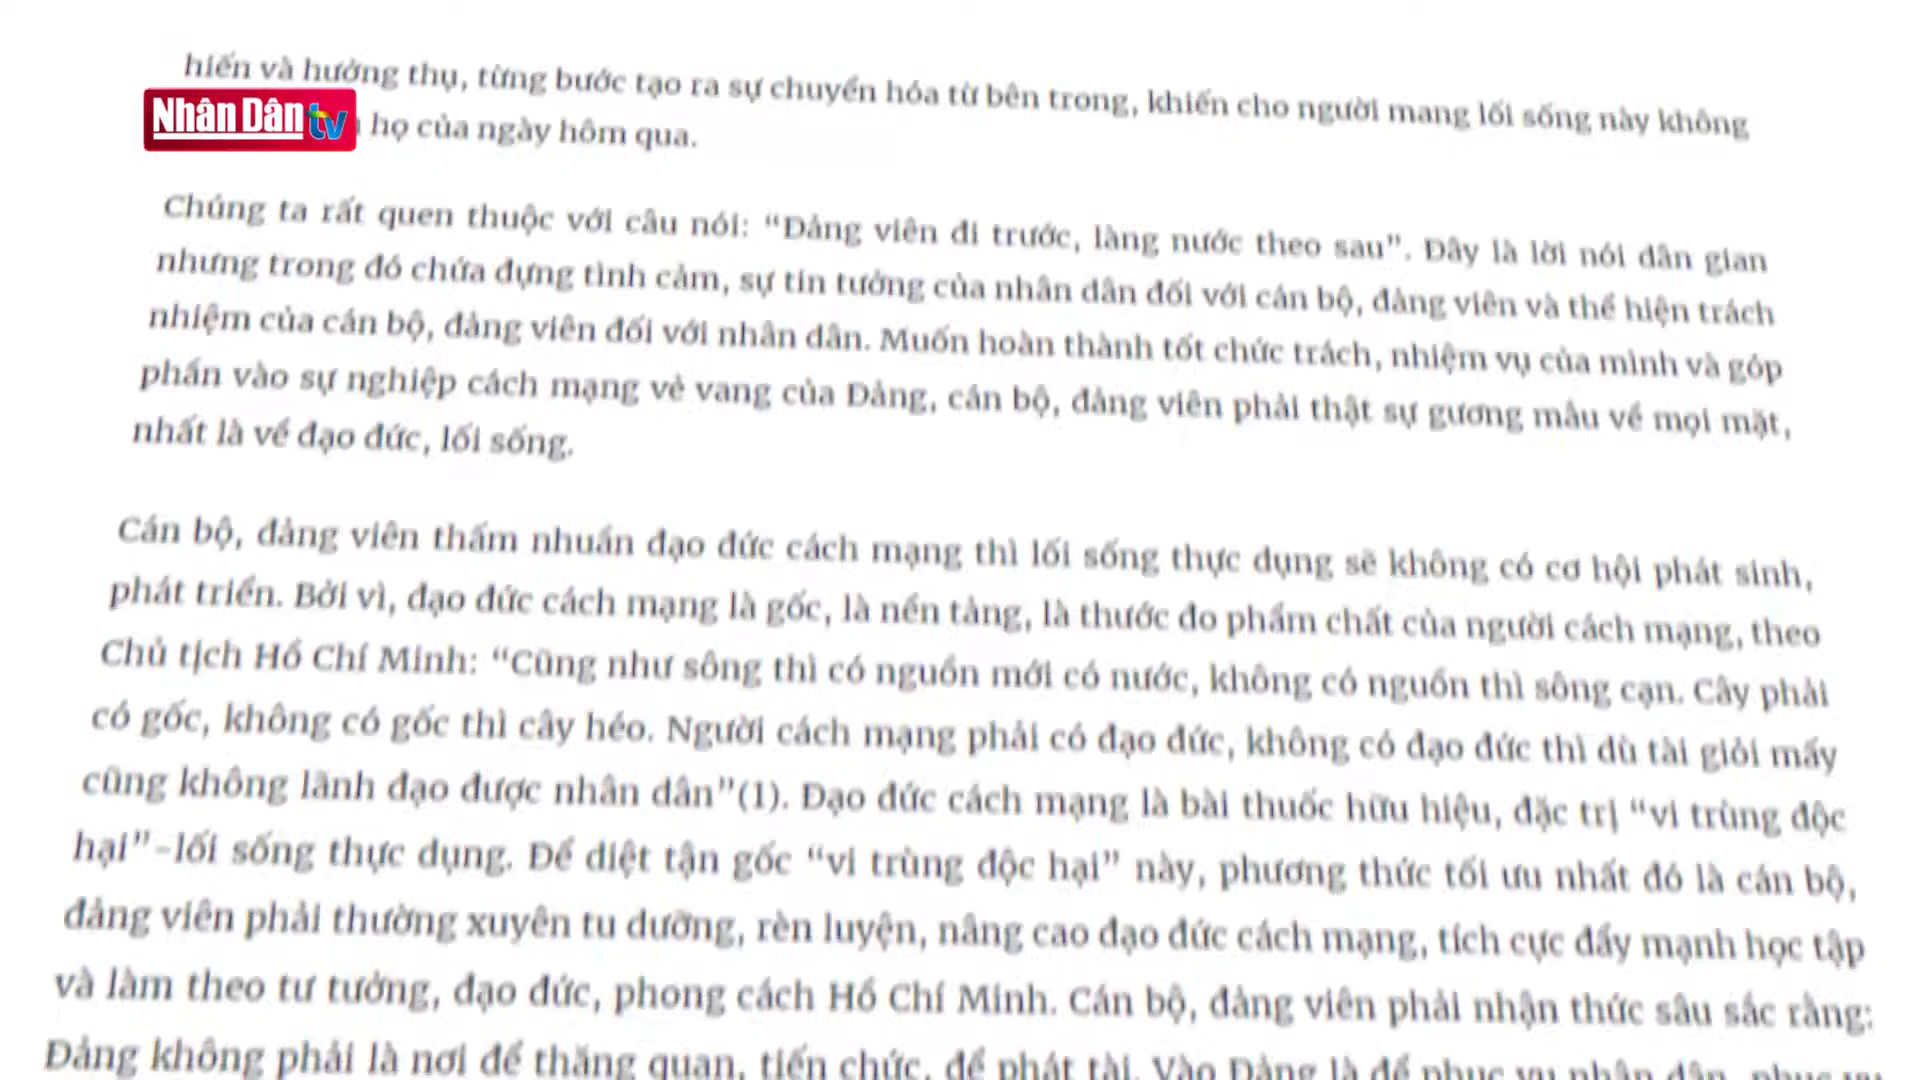 hiến và hưởng thụ, từng bước tạo ra sự chuyển hóa từ bên trong, khiến cho người mang lối sống này không
Nhân Dân tv
họ của ngày hôm qua.
Chúng ta rất quen thuộc với câu nói: “Đảng viên đi trước, làng nước theo sau”. Đây là lời nói dân gian
nhưng trong đó chứa đựng tình cảm, sự tin tưởng của nhân dân đối với cán bộ, đảng viên và thể hiện trách
nhiệm của cán bộ, đảng viên đối với nhân dân. Muốn hoàn thành tốt chức trách, nhiệm vụ của mình và góp
phần vào sự nghiệp cách mạng vẻ vang của Đảng, cán bộ, đảng viên phải thật sự gương mẫu về mọi mặt,
nhất là về đạo đức, lối sống.
Cán bộ, đảng viên thấm nhuần đạo đức cách mạng thì lối sống thực dụng sẽ không có cơ hội phát sinh,
phát triển. Bởi vì, đạo đức cách mạng là gốc, là nền tảng, là thước đo phẩm chất của người cách mạng, theo
Chủ tịch Hồ Chí Minh: “Cũng như sông thì có nguồn mới có nước, không có nguồn thì sông cạn. Cây phải
có gốc, không có gốc thì cây héo. Người cách mạng phải có đạo đức, không có đạo đức thì dù tài giỏi mấy
cũng không lãnh đạo được nhân dân”(1). Đạo đức cách mạng là bài thuốc hữu hiệu, đặc trị “vi trùng độc
hại”-lối sống thực dụng. Để diệt tận gốc “vi trùng độc hại” này, phương thức tối ưu nhất đó là cán bộ,
đảng viên phải thường xuyên tu dưỡng, rèn luyện, nâng cao đạo đức cách mạng, tích cực đẩy mạnh học tập
và làm theo tư tưởng, đạo đức, phong cách Hồ Chí Minh. Cán bộ, đảng viên phải nhận thức sâu sắc rằng:
Đảng không phải là nơi để thăng quan, tiến chức, để phát tài. Vào Đảng là để phục vụ nhân dân, phục vụ